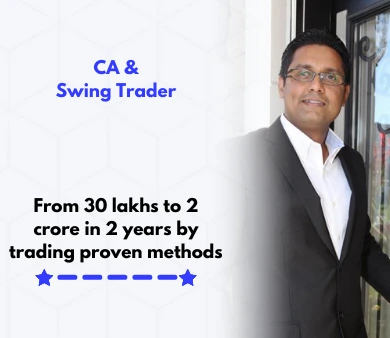 CA &
Swing Trader
From 30 lakhs to 2
crore in 2 years by
trading proven methods